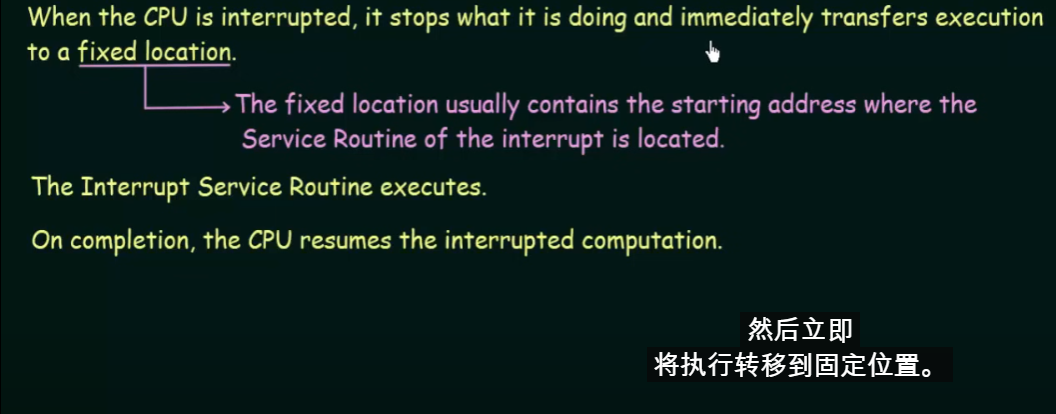 When the CPU is interrupted, it stops what it is doing and immediately transfers execution
to a fixed location.
The fixed location usually contains the starting address where the
Service Routine of the interrupt is located.
The Interrupt Service Routine executes.
On completion, the CPU resumes the interrupted computation.
然后立即
将执行转移到固定位置。